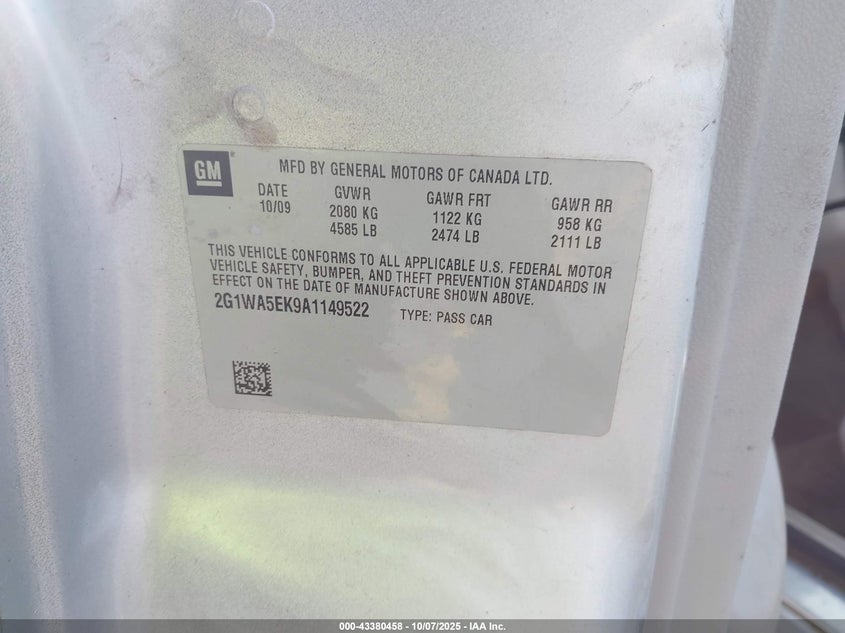 GM
MFD BY GENERAL MOTORS OF CANADA LTD.
DATE GVWR GAWR FRT GAWR RR
10/09 2080 KG 1122 KG 958 KG
4585 LB 2474 LB 2111 LB
THIS VEHICLE CONFORMS TO ALL APPLICABLE U.S. FEDERAL MOTOR
VEHICLE SAFETY, BUMPER, AND THEFT PREVENTION STANDARDS IN
EFFECT ON THE DATE OF MANUFACTURE SHOWN ABOVE.
2G1WA5EK9A1149522 TYPE: PASS CAR
000-43380458 - 10/07/2025 - IAA Inc.